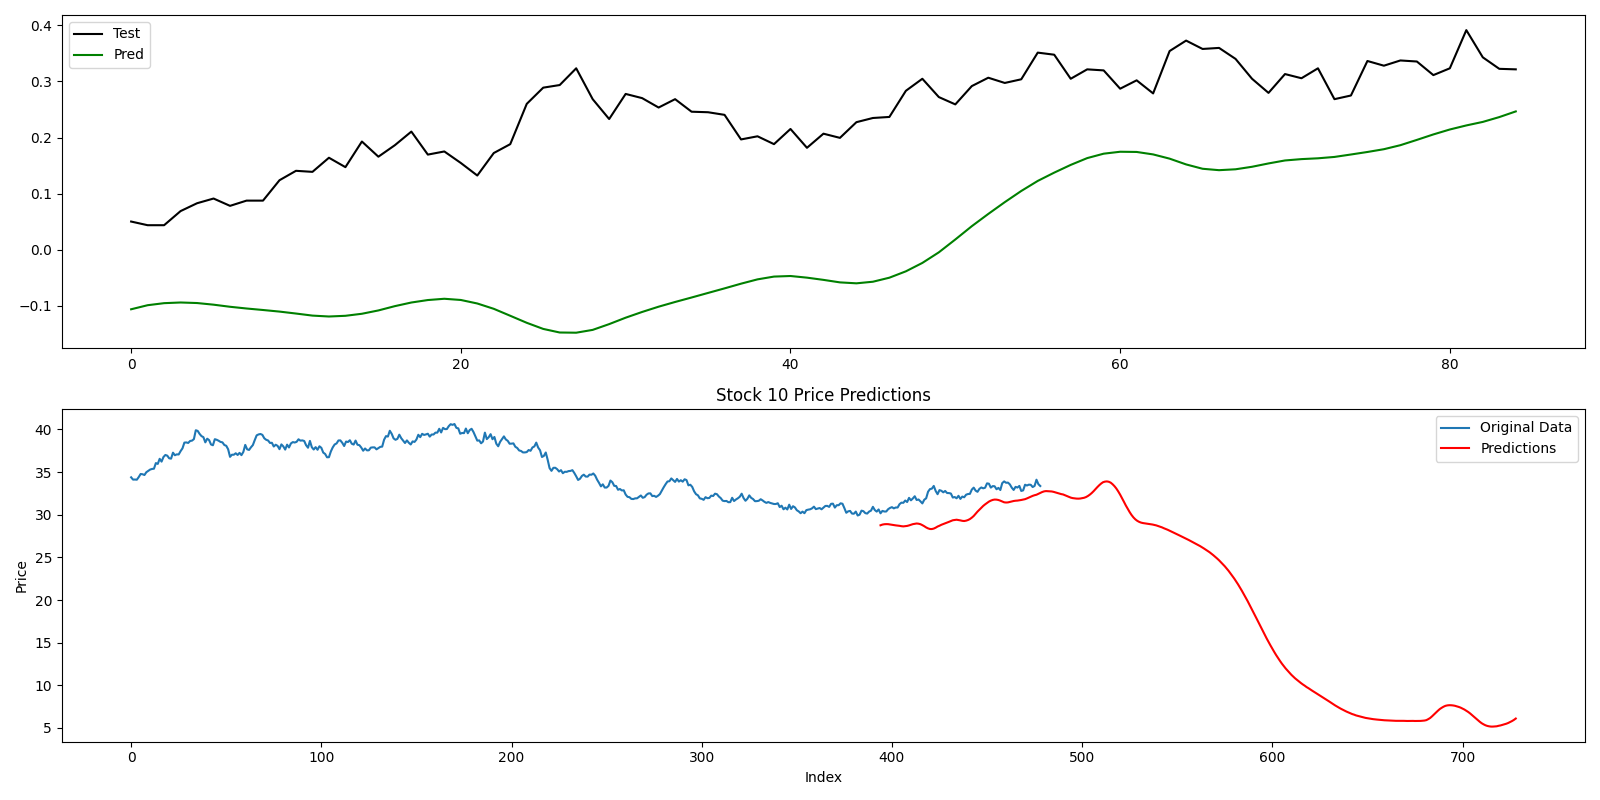 Test
Pred
0.4
0.3
0.2
0.1
0.0
−0.1
0 20 40 60 80
Stock 10 Price Predictions
Original Data
Predictions
Price
40
35
30
25
20
15
10
5
0 100 200 300 400 500 600 700
Index